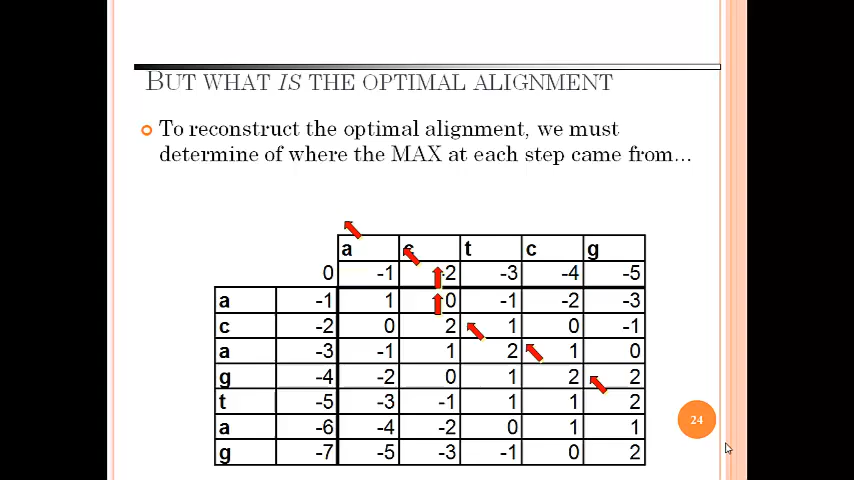 BUT WHAT IS THE OPTIMAL ALIGNMENT
To reconstruct the optimal alignment, we must
determine of where the MAX at each step came from...
a c t c g
0 -1 -2 -3 -4 -5
a -1 1 0 -1 -2 -3
c -2 0 2 1 0 -1
a -3 -1 1 2 1 0
g -4 -2 0 1 2 2
t -5 -3 -1 1 1 2
a -6 -4 -2 0 1 1
g -7 -5 -3 -1 0 2
24